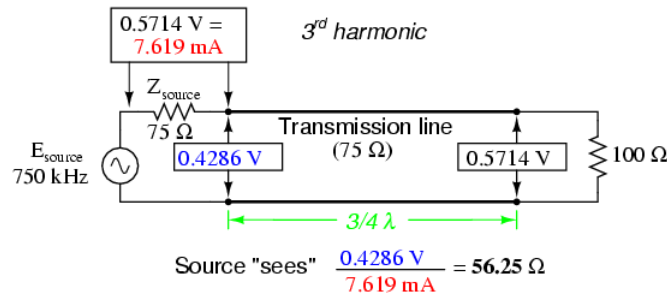 0.5714 V =
7.619 mA
3rd harmonic
Zsource
75 Ω
Esource
750 kHz
0.4286 V
Transmission line
(75 Ω)
0.5714 V
100 Ω
3/4 λ
Source "sees" 0.4286 V / 7.619 mA = 56.25 Ω